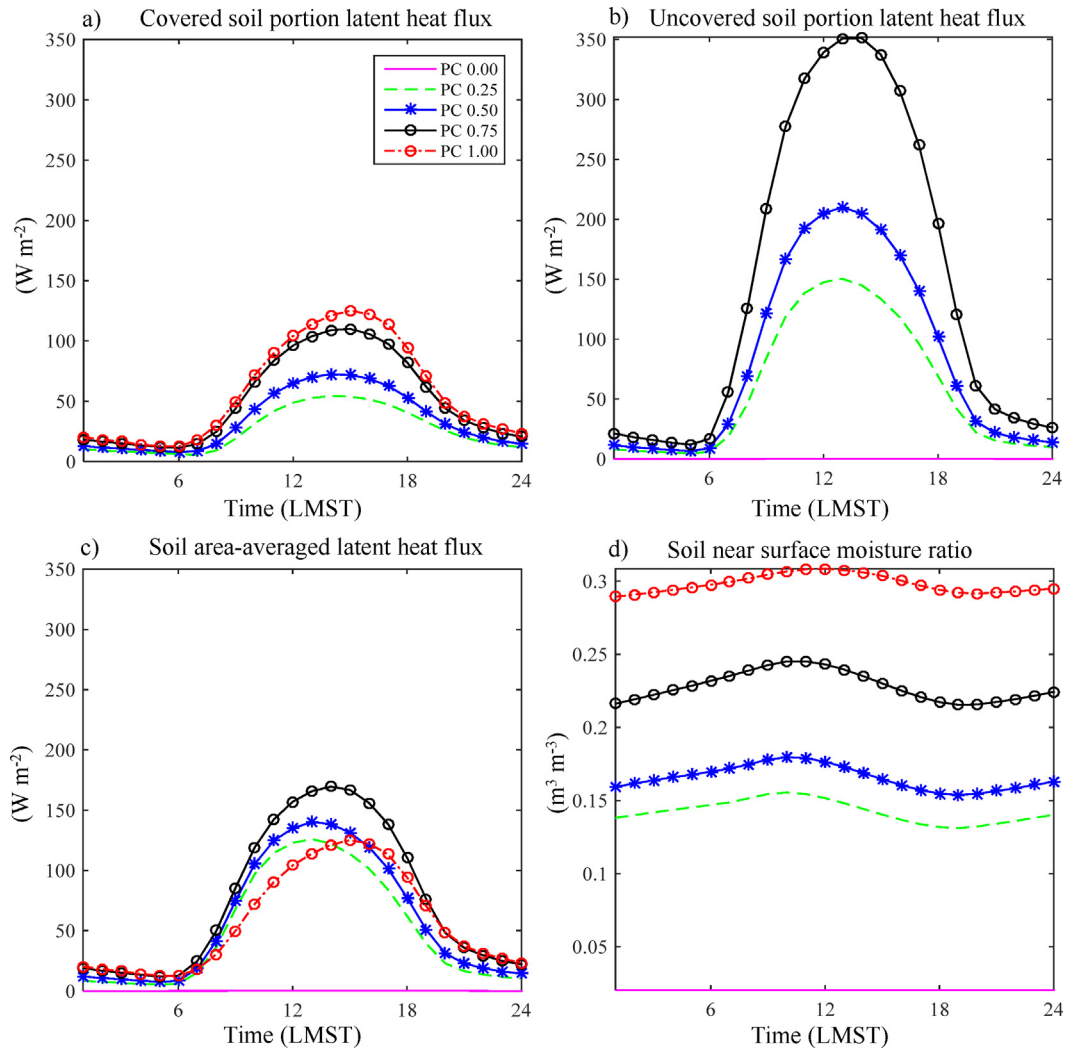 a) Covered soil portion latent heat flux
350
300
250
200
150
100
50
0
(W m-2)
PC 0.00
PC 0.25
PC 0.50
PC 0.75
PC 1.00
6 12 18 24
Time (LMST)
b) Uncovered soil portion latent heat flux
350
300
250
200
150
100
50
0
(W m-2)
6 12 18 24
Time (LMST)
c) Soil area-averaged latent heat flux
350
300
250
200
150
100
50
0
(W m-2)
6 12 18 24
Time (LMST)
d) Soil near surface moisture ratio
0.3
0.25
0.2
0.15
0.1
0.05
(m3 m-3)
6 12 18 24
Time (LMST)